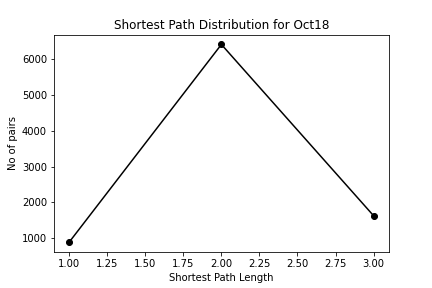 Shortest Path Distribution for Oct18
6000
5000
4000
3000
2000
1000
No of pairs
1.00 1.25 1.50 1.75 2.00 2.25 2.50 2.75 3.00
Shortest Path Length